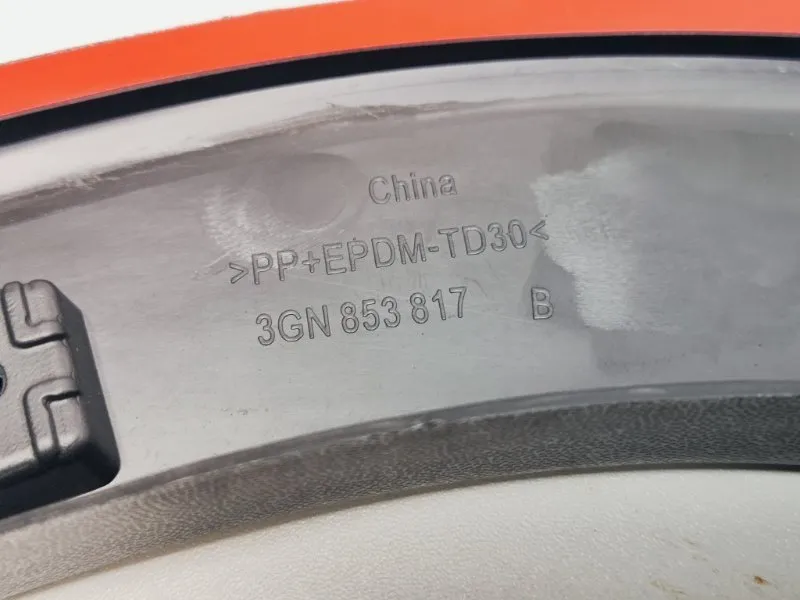 China
>PP+EPDM-TD30<
3GN 853 817 B